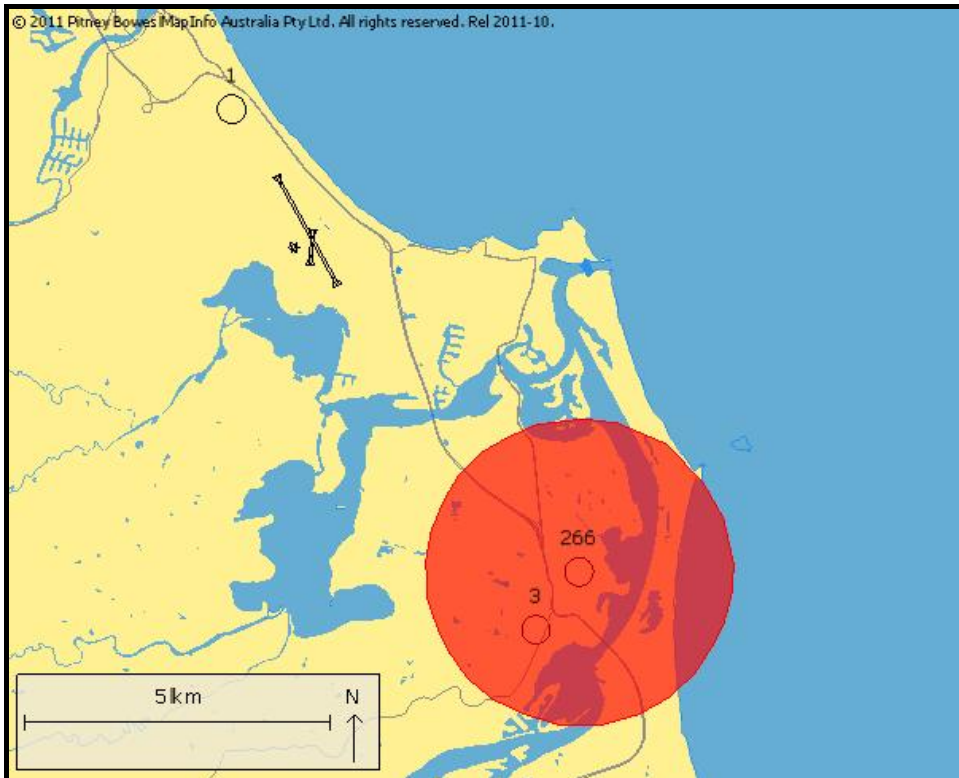 © 2011 Pitney Bowes MapInfo Australia Pty Ltd. All rights reserved. Rel 2011-10.
1
266
3
5 km
N